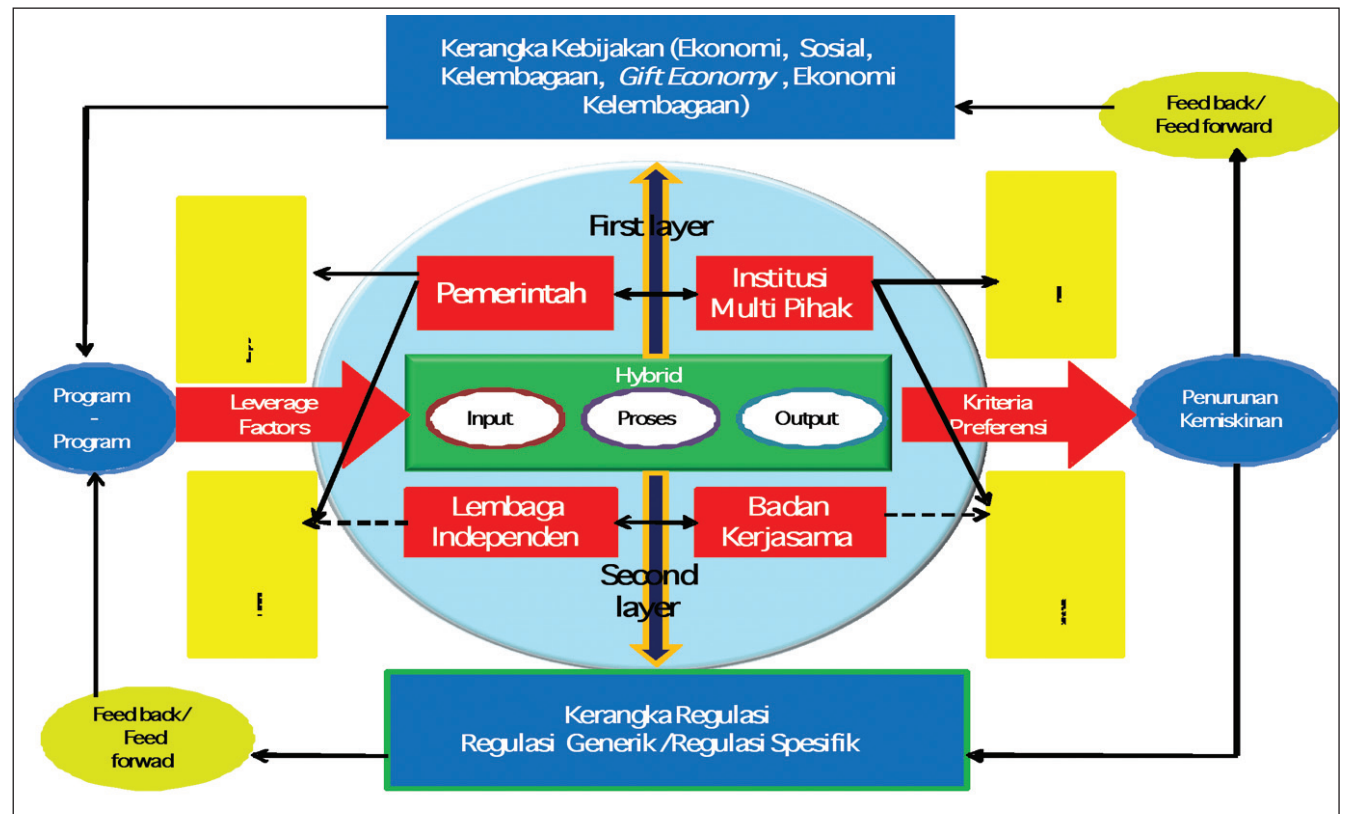 Kerangka Kebijakan (Ekonomi, Sosial,
Kelembagaan, Gift Economy, Ekonomi
Kelembagaan)
Feed back/
Feed forward
First layer
Pemerintah
Institusi
Multi Pihak
Program
-
Program
Leverage
Factors
Hybrid
Input
Proses
Output
Kriteria
Preferensi
Penurunan
Kemiskinan
Lembaga
Independen
Badan
Kerjasama
Second
layer
Feed back/
Feed
forwad
Kerangka Regulasi
Regulasi Generik /Regulasi Spesifik